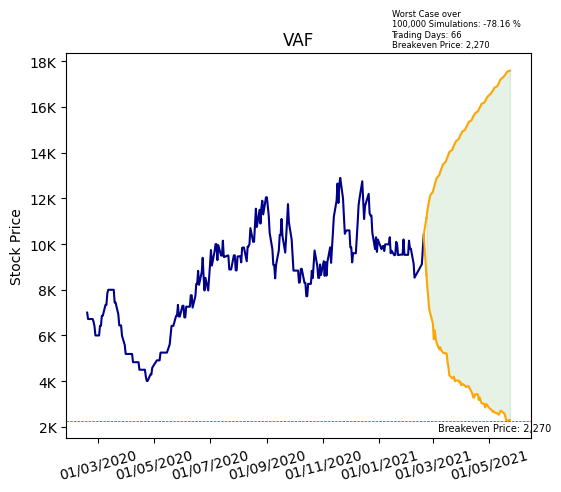 Worst Case over
100,000 Simulations: -78.16 %
Trading Days: 66
Breakeven Price: 2,270
VAF
Stock Price
18K
16K
14K
12K
10K
8K
6K
4K
2K
Breakeven Price: 2,270
01/03/2020 01/05/2020 01/07/2020 01/09/2020 01/11/2020 01/01/2021 01/03/2021 01/05/2021